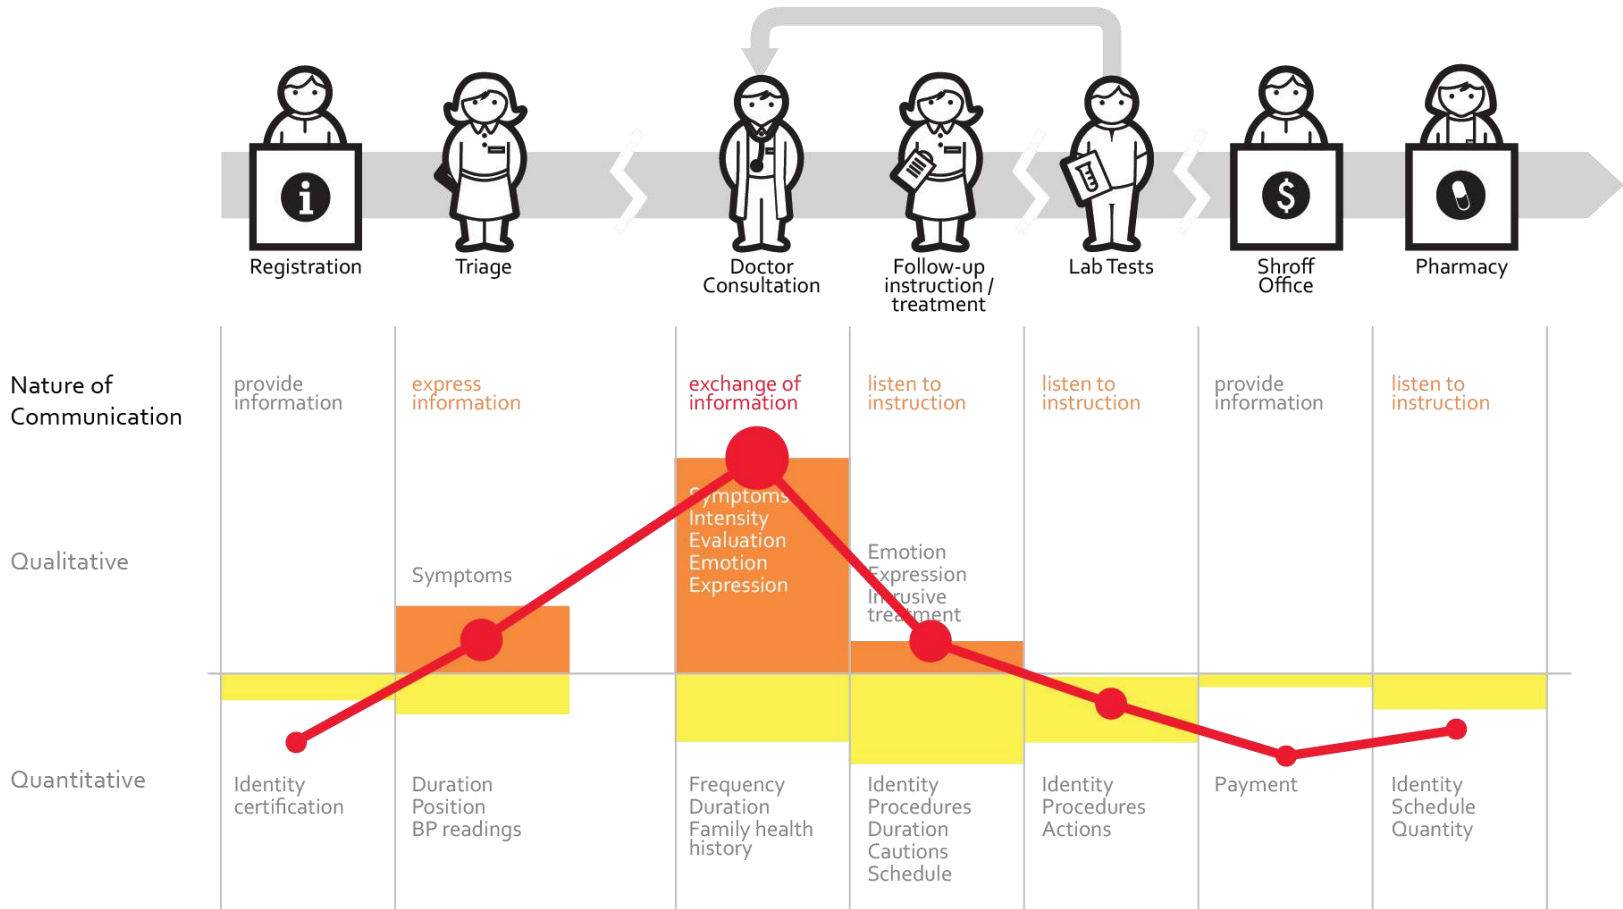 i
$
Registration
Triage
Doctor
Consultation
Follow-up
instruction /
treatment
Lab Tests
Shroff
Office
Pharmacy
Nature of
Communication
provide
information
express
information
exchange of
information
listen to
instruction
listen to
instruction
provide
information
listen to
instruction
Qualitative
Symptoms
Symptoms
Intensity
Evaluation
Emotion
Expression
Emotion
Expression
Intrusive
treatment
Quantitative
Identity
certification
Duration
Position
BP readings
Frequency
Duration
Family health
history
Identity
Procedures
Duration
Cautions
Schedule
Identity
Procedures
Actions
Payment
Identity
Schedule
Quantity